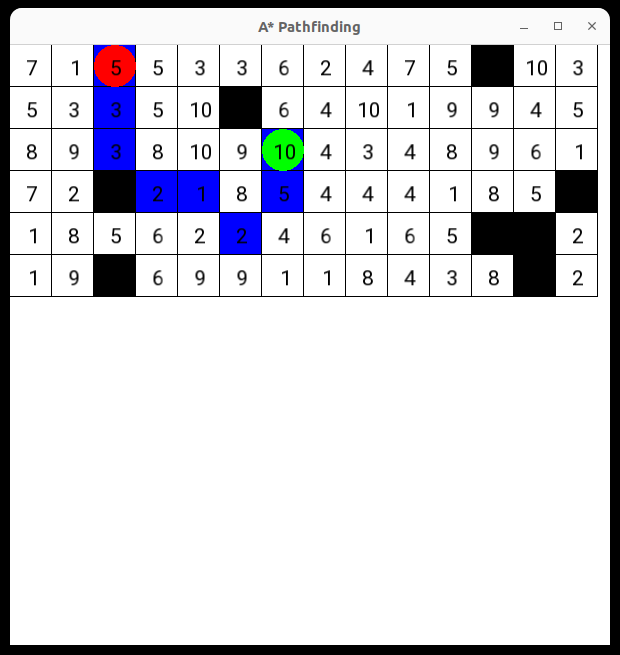 A* Pathfinding
7 1 5 5 3 3 6 2 4 7 5 10 3
5 3 3 5 10 6 4 10 1 9 9 4 5
8 9 3 8 10 9 10 4 3 4 8 9 6 1
7 2 2 1 8 5 4 4 4 1 8 5
1 8 5 6 2 2 4 6 1 6 5 2
1 9 6 9 9 1 1 8 4 3 8 2